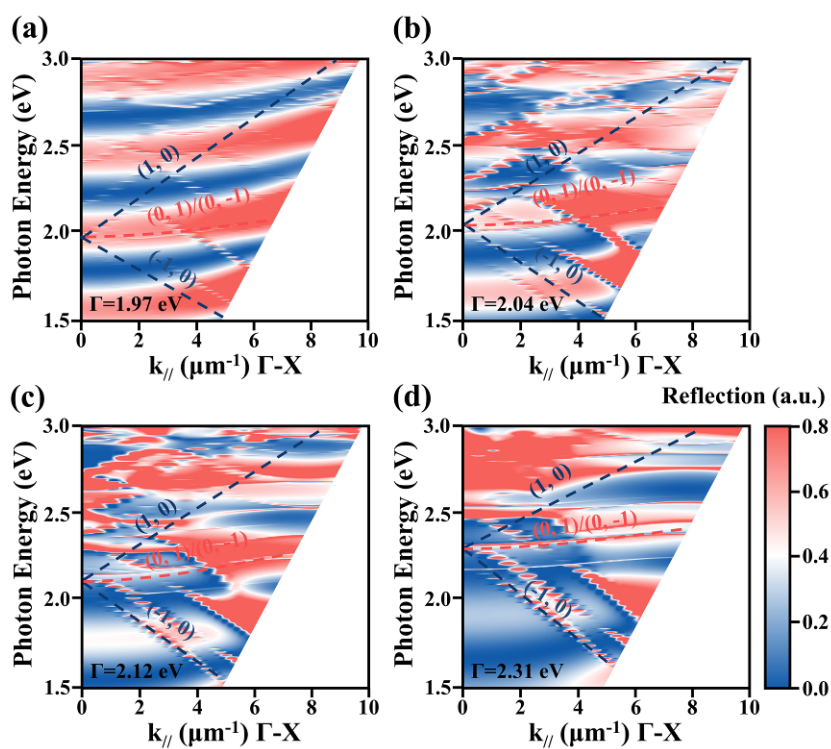 (a)
Photon Energy (eV)
3.0
2.5
2.0
1.5
(1, 0)
(0, 1)/(0, -1)
(-1, 0)
Γ=1.97 eV
0 2 4 6 8 10
k// (μm⁻¹) Γ-X
(b)
Photon Energy (eV)
3.0
2.5
2.0
1.5
(1, 0)
(0, 1)/(0, -1)
(-1, 0)
Γ=2.04 eV
0 2 4 6 8 10
k// (μm⁻¹) Γ-X
(c)
Photon Energy (eV)
3.0
2.5
2.0
1.5
(1, 0)
(0, 1)/(0, -1)
(-1, 0)
Γ=2.12 eV
0 2 4 6 8 10
k// (μm⁻¹) Γ-X
(d)
Photon Energy (eV)
3.0
2.5
2.0
1.5
(1, 0)
(0, 1)/(0, -1)
(-1, 0)
Γ=2.31 eV
0 2 4 6 8 10
k// (μm⁻¹) Γ-X
Reflection (a.u.)
0.8
0.6
0.4
0.2
0.0